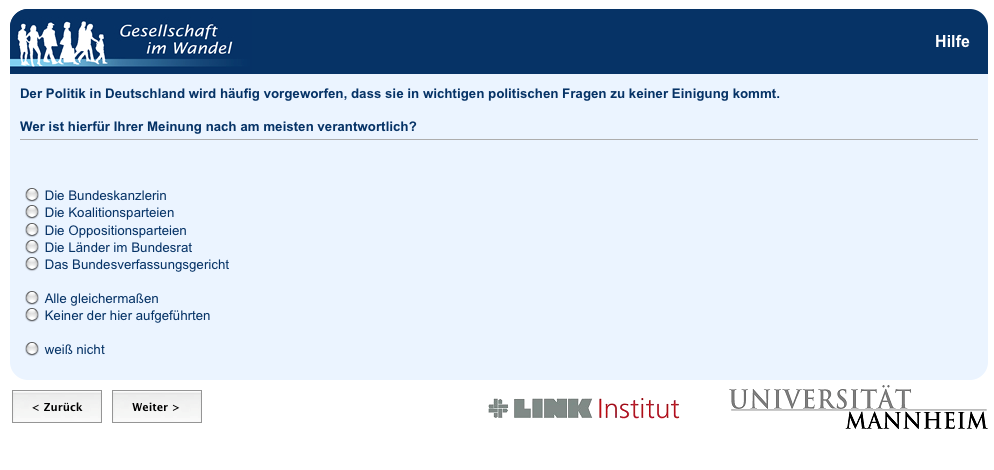 Gesellschaft
im Wandel
Hilfe
Der Politik in Deutschland wird häufig vorgeworfen, dass sie in wichtigen politischen Fragen zu keiner Einigung kommt.
Wer ist hierfür Ihrer Meinung nach am meisten verantwortlich?
Die Bundeskanzlerin
Die Koalitionsparteien
Die Oppositionsparteien
Die Länder im Bundesrat
Das Bundesverfassungsgericht
Alle gleichermaßen
Keiner der hier aufgeführten
weiß nicht
< Zurück
Weiter >
LINK Institut
UNIVERSITÄT
MANNHEIM